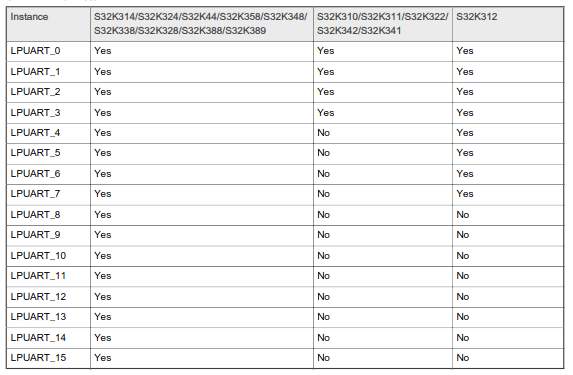 Instance S32K314/S32K324/S32K44/S32K358/S32K348/ S32K310/S32K311/S32K322/ S32K312
S32K338/S32K328/S32K388/S32K389 S32K342/S32K341
LPUART_0 Yes Yes Yes
LPUART_1 Yes Yes Yes
LPUART_2 Yes Yes Yes
LPUART_3 Yes Yes Yes
LPUART_4 Yes No Yes
LPUART_5 Yes No Yes
LPUART_6 Yes No Yes
LPUART_7 Yes No Yes
LPUART_8 Yes No No
LPUART_9 Yes No No
LPUART_10 Yes No No
LPUART_11 Yes No No
LPUART_12 Yes No No
LPUART_13 Yes No No
LPUART_14 Yes No No
LPUART_15 Yes No No